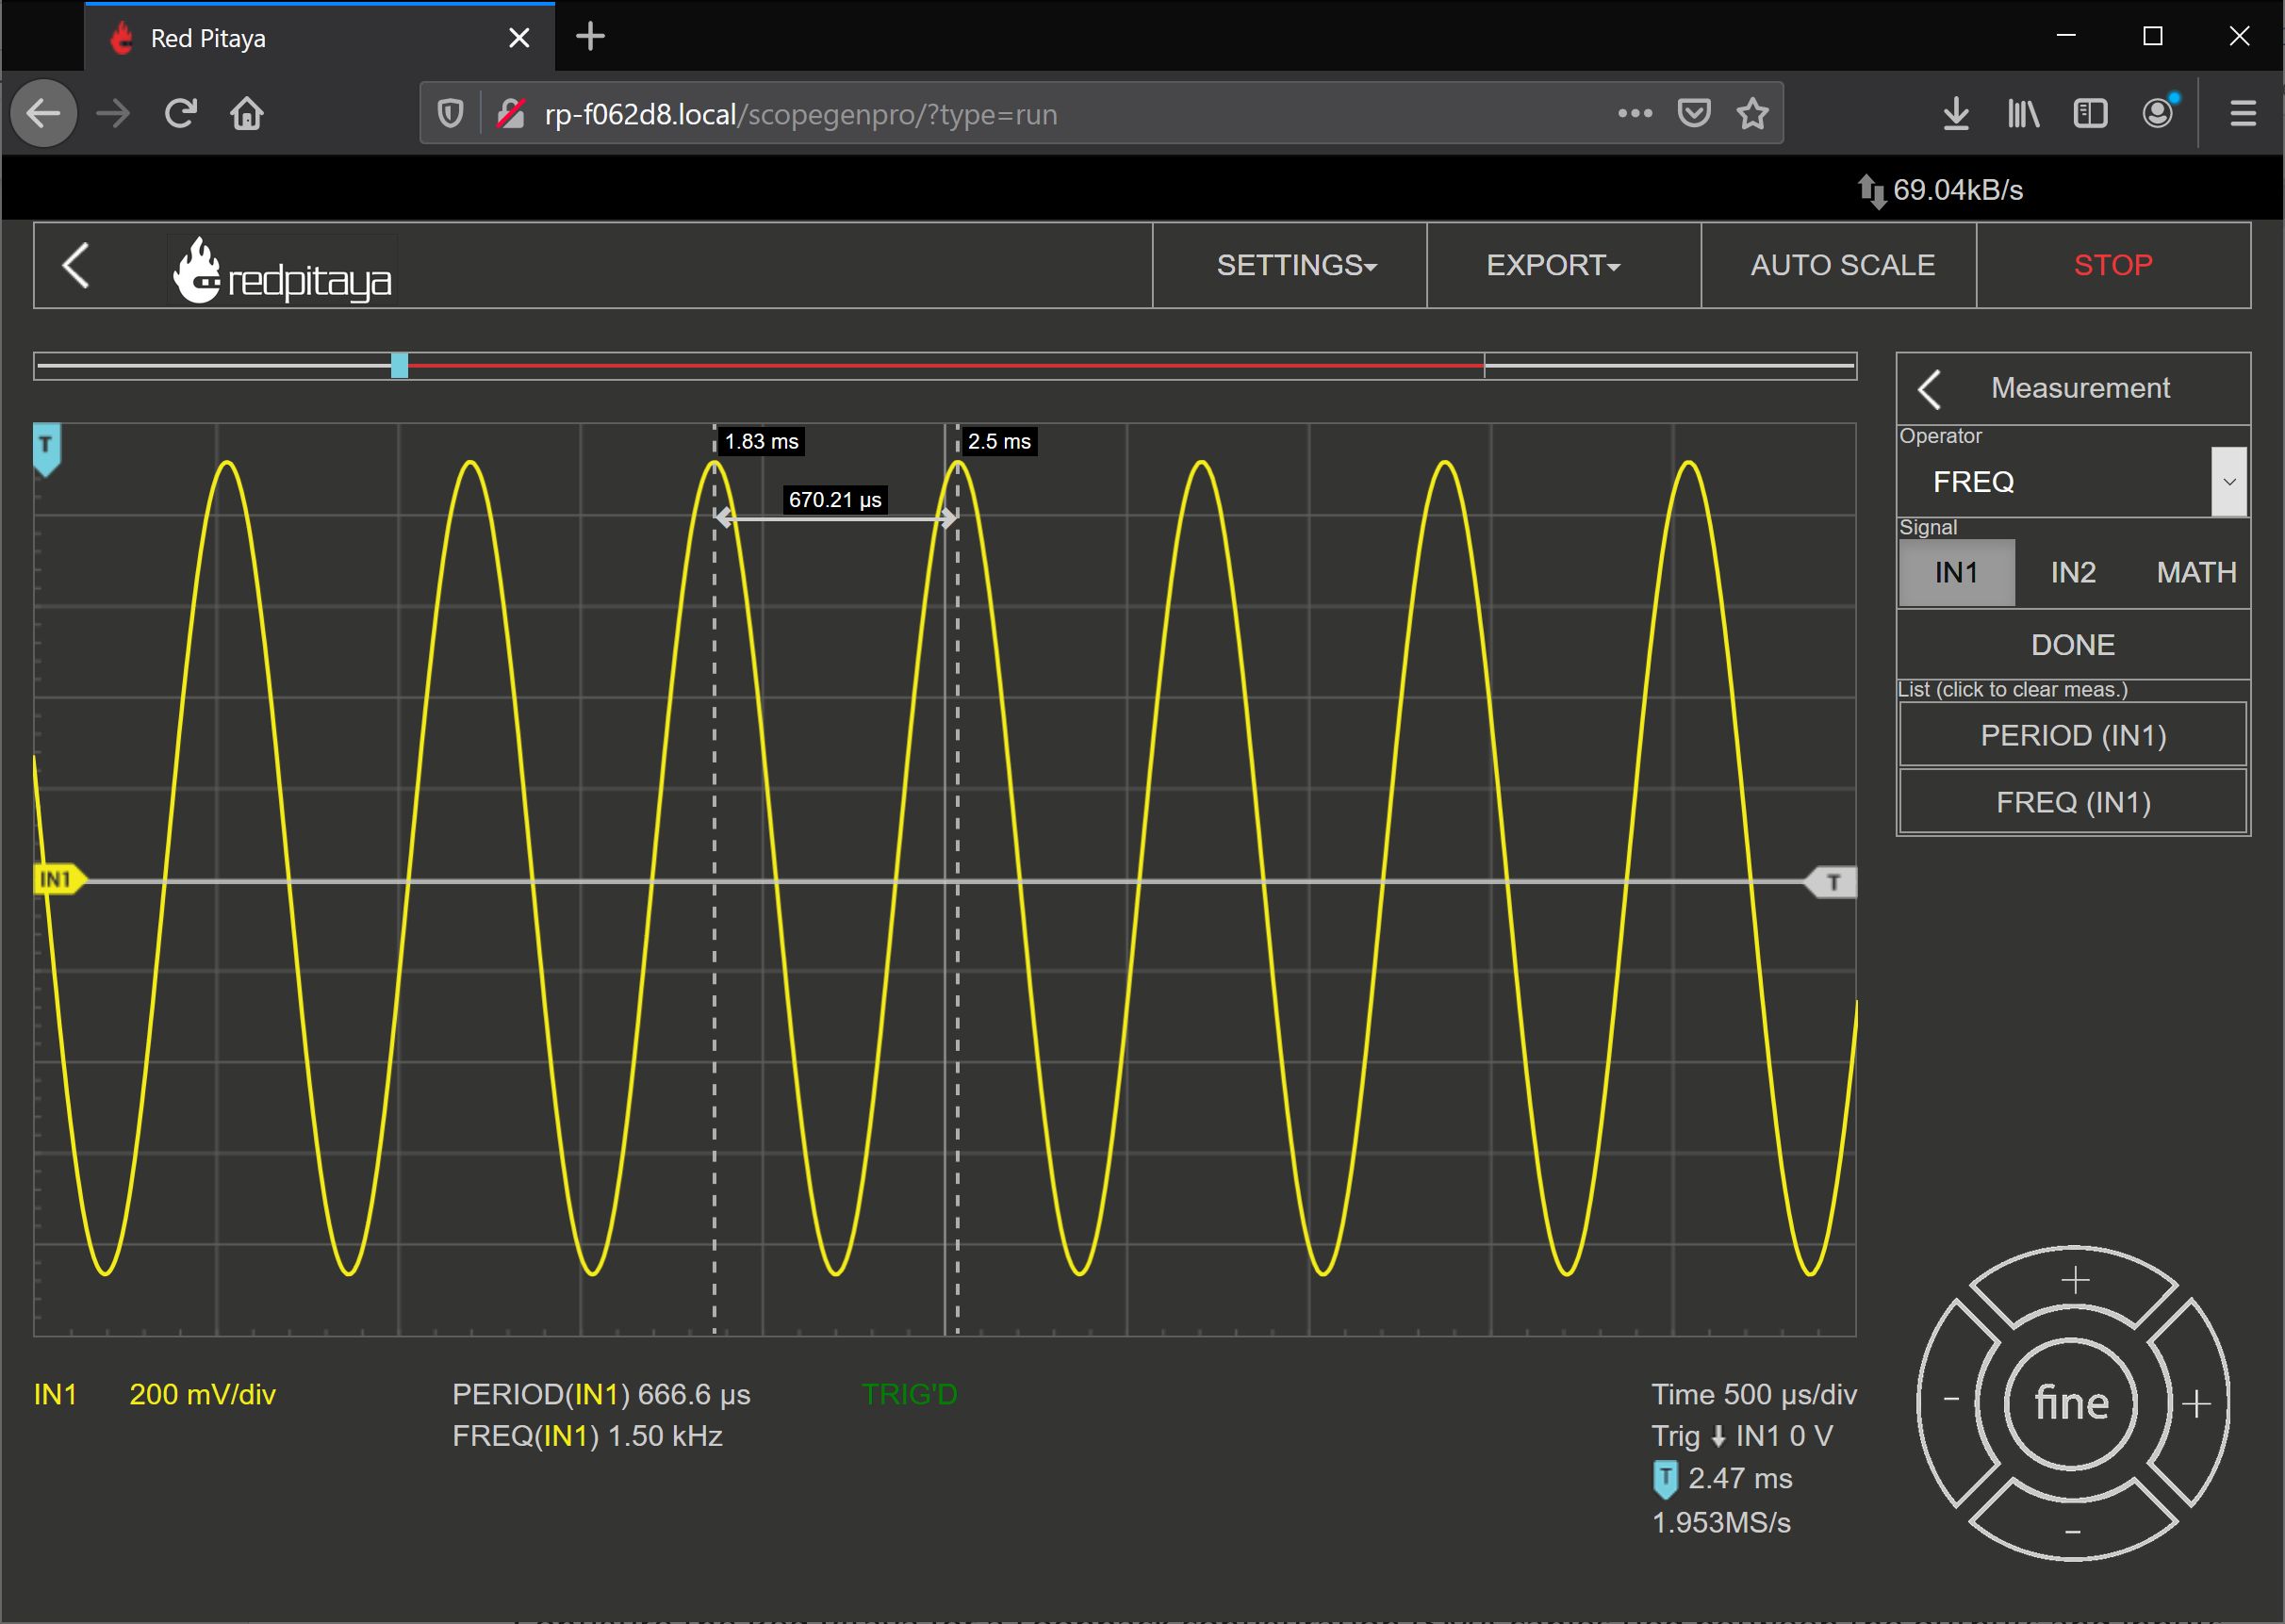 Red Pitaya
rp-f062d8.local/scopegenpro/?type=run
69.04kB/s
redpitaya
SETTINGS
EXPORT
AUTO SCALE
STOP
Measurement
Operator
FREQ
Signal
IN1 IN2 MATH
DONE
List (click to clear meas.)
PERIOD (IN1)
FREQ (IN1)
T
1.83 ms
2.5 ms
670.21 µs
IN1
T
IN1 200 mV/div
PERIOD(IN1) 666.6 µs
FREQ(IN1) 1.50 kHz
TRIG'D
Time 500 µs/div
Trig IN1 0 V
T 2.47 ms
1.953MS/s
+
- fine +
-